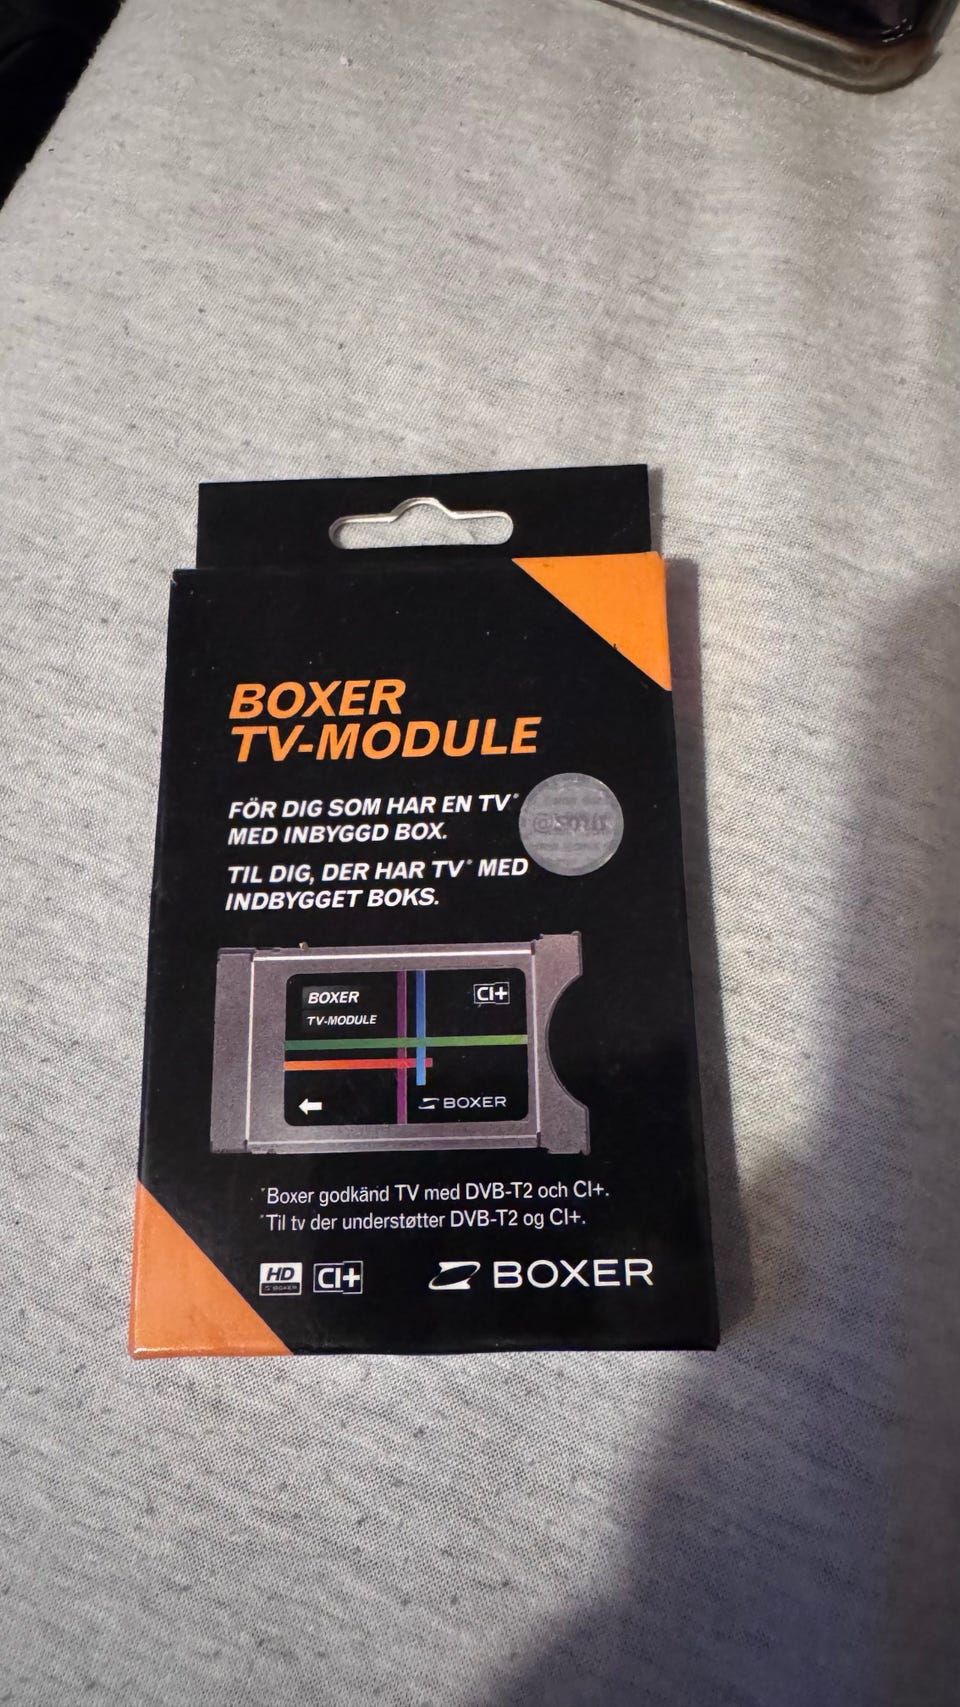 BOXER
TV-MODULE
FÖR DIG SOM HAR EN TV*
MED INBYGGD BOX.
TIL DIG, DER HAR TV* MED
INDBYGGET BOKS.
BOXER
TV-MODULE
CI+
BOXER
*Boxer godkänd TV med DVB-T2 och CI+.
*Til tv der understøtter DVB-T2 og CI+.
HD
BOXER
CI+
BOXER